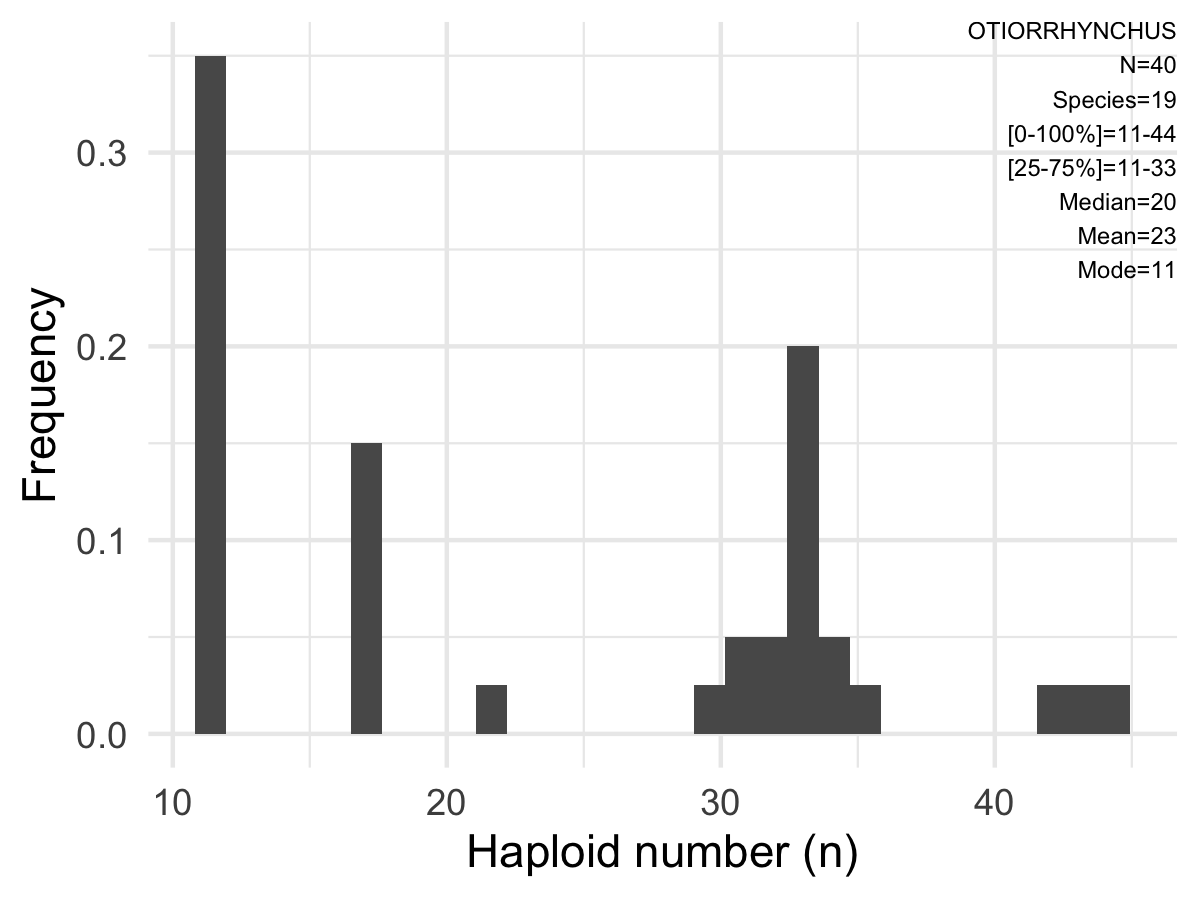 OTIORRHYNCHUS
N=40
Species=19
[0-100%]=11-44
[25-75%]=11-33
Median=20
Mean=23
Mode=11
0.3
0.2
0.1
0.0
Frequency
10 20 30 40
Haploid number (n)